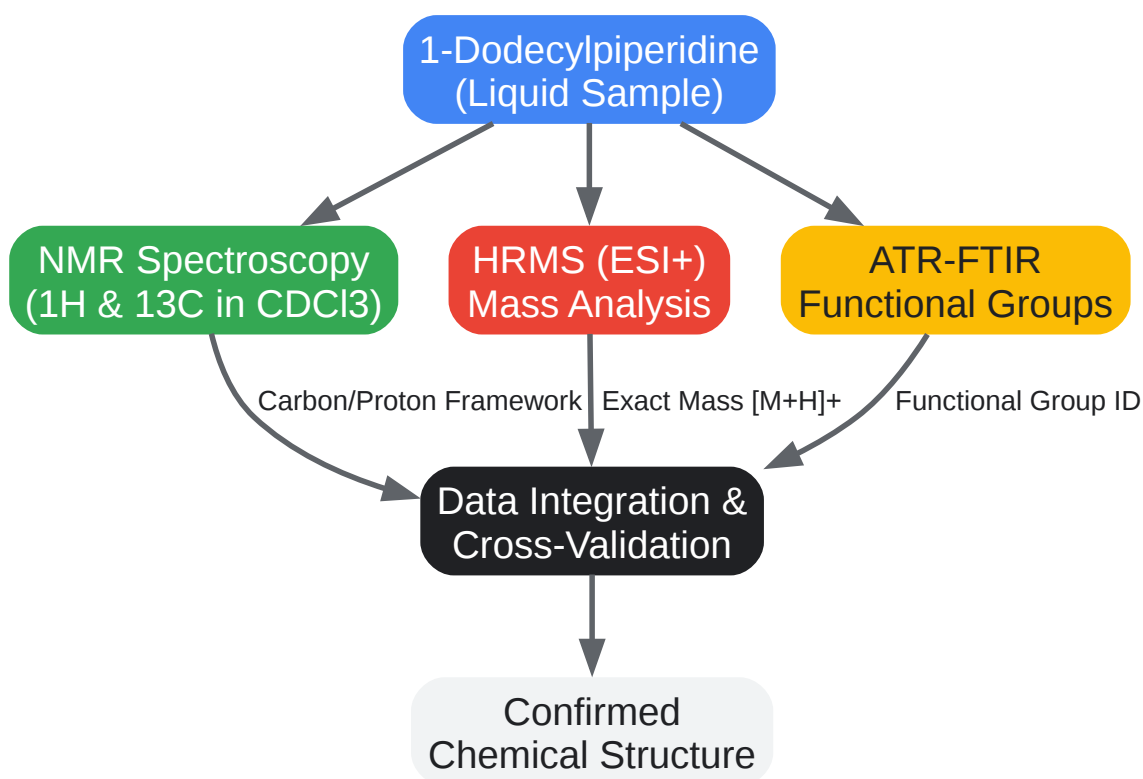 1-Dodecylpiperidine
(Liquid Sample)
NMR Spectroscopy
(1H & 13C in CDCl3)
HRMS (ESI+)
Mass Analysis
ATR-FTIR
Functional Groups
Carbon/Proton Framework
Exact Mass [M+H]+
Functional Group ID
Data Integration &
Cross-Validation
Confirmed
Chemical Structure